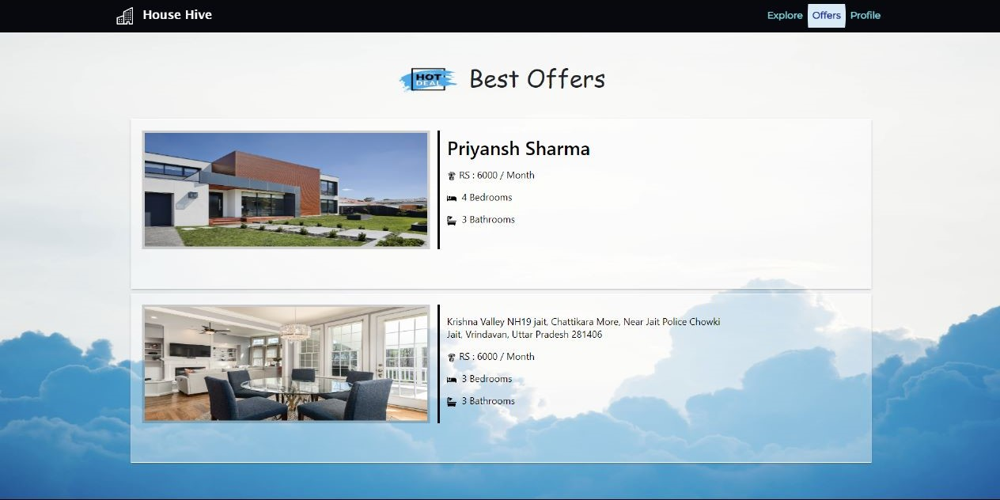 House Hive
Explore Offers Profile
HOT
DEAL
Best Offers
Priyansh Sharma
RS : 6000 / Month
4 Bedrooms
3 Bathrooms
Krishna Valley NH19 jait, Chattikara More, Near Jait Police Chowki
Jait, Vrindavan, Uttar Pradesh 281406
RS : 6000 / Month
3 Bedrooms
3 Bathrooms